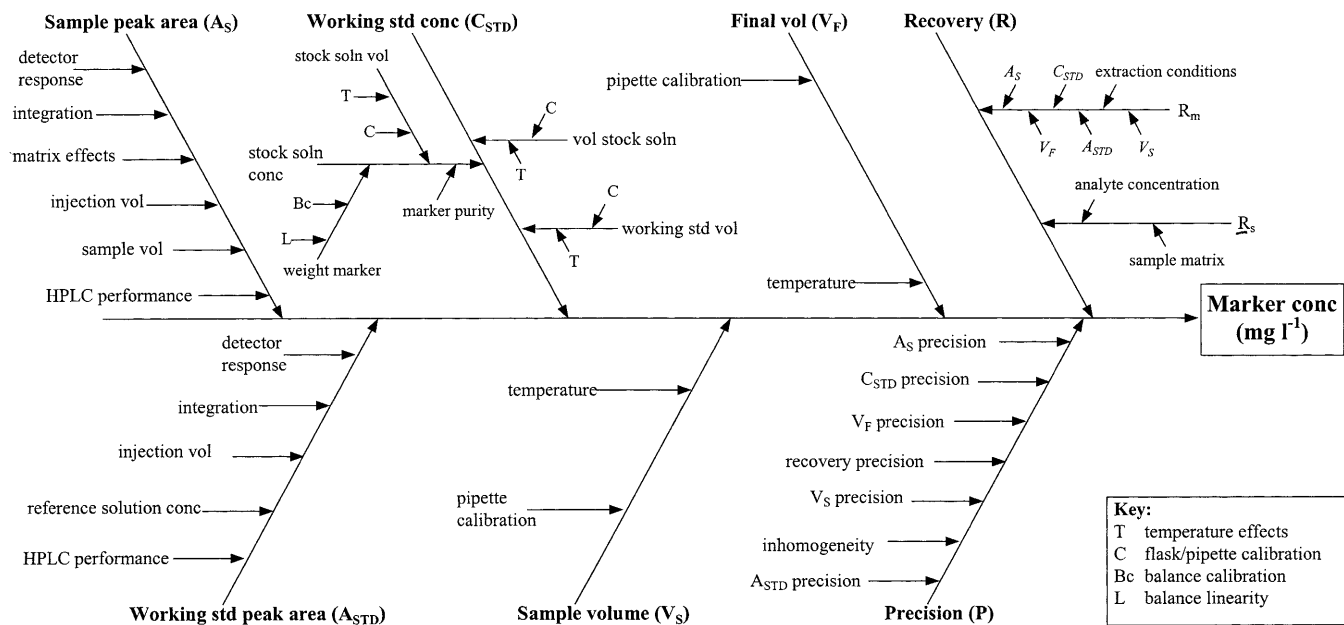 Sample peak area (A_S)
Working std conc (C_STD)
Final vol (V_F)
Recovery (R)
detector
response
integration
matrix effects
injection vol
sample vol
HPLC performance
stock soln vol
T
C
stock soln
conc
Bc
L
weight marker
marker purity
C
vol stock soln
T
C
working std vol
T
pipette calibration
temperature
A_S
C_STD
extraction conditions
R_m
V_F
A_STD
V_S
analyte concentration
R_s
sample matrix
Marker conc
(mg l^-1)
detector
response
integration
injection vol
reference solution conc
HPLC performance
Working std peak area (A_STD)
temperature
pipette
calibration
Sample volume (V_S)
A_S precision
C_STD precision
V_F precision
recovery precision
V_S precision
inhomogeneity
A_STD precision
Precision (P)
Key:
T temperature effects
C flask/pipette calibration
Bc balance calibration
L balance linearity